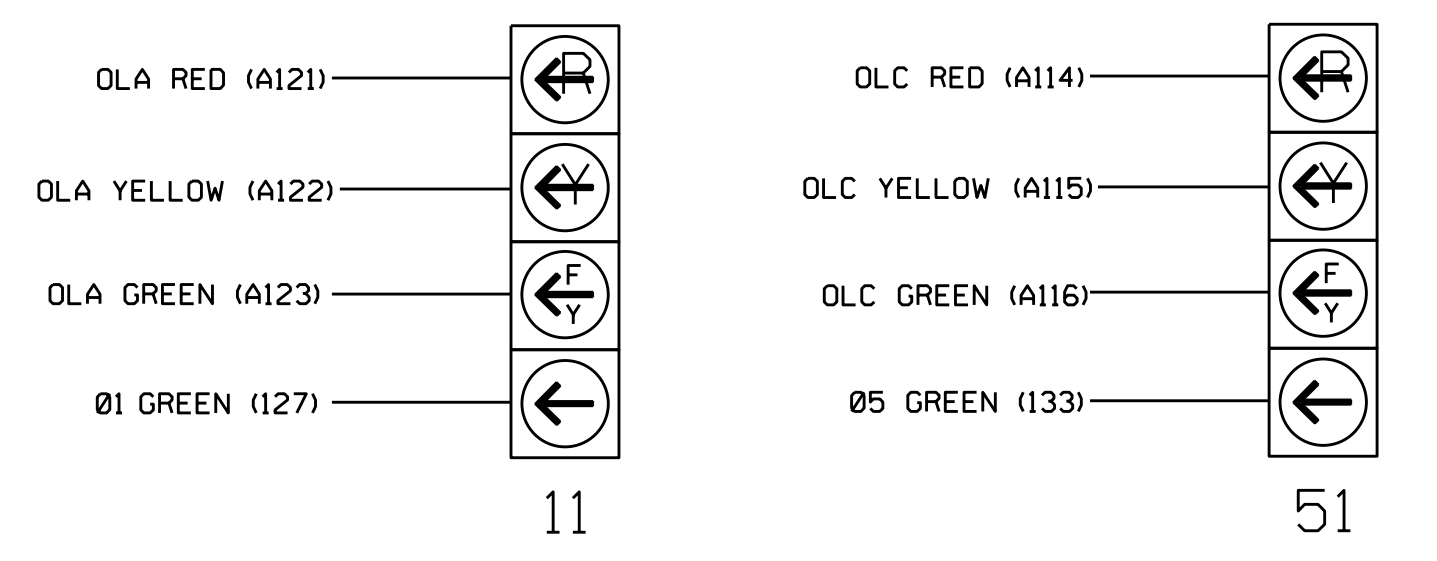 OLA RED (A121)
R
OLA YELLOW (A122)
Y
OLA GREEN (A123)
F
Y
Ø1 GREEN (127)
11
OLC RED (A114)
R
OLC YELLOW (A115)
Y
OLC GREEN (A116)
F
Y
Ø5 GREEN (133)
51